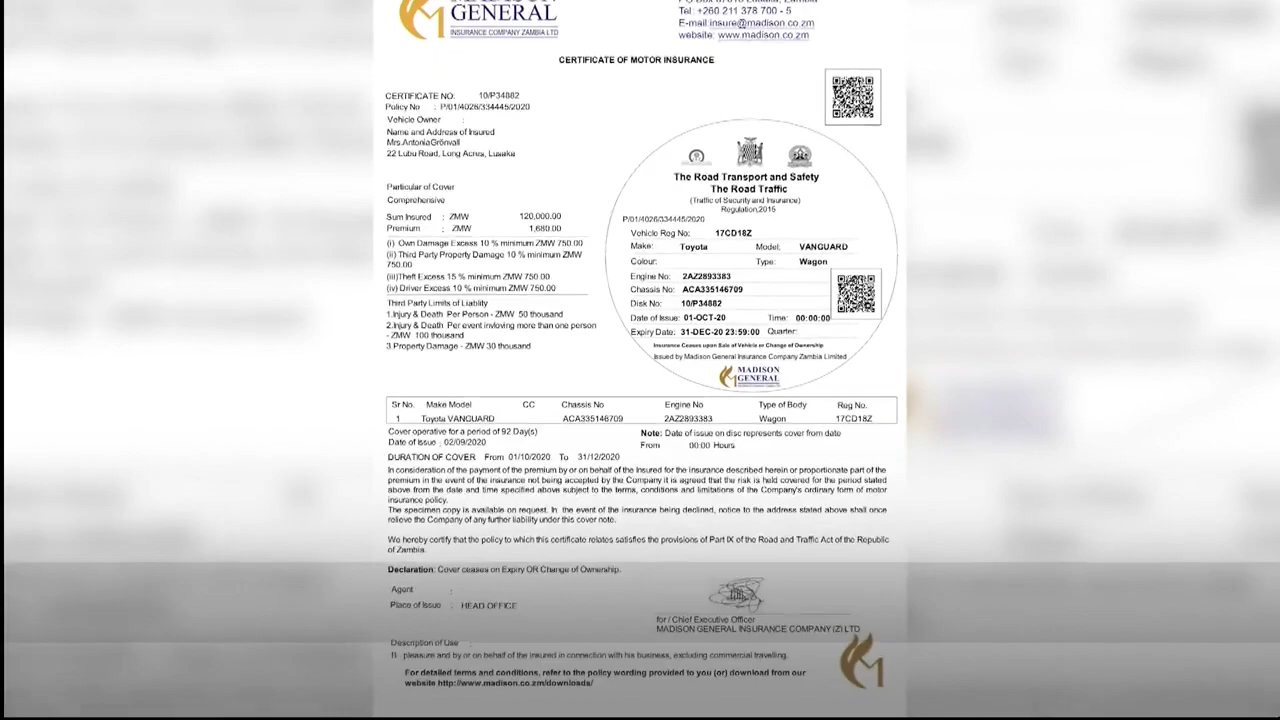 GENERAL
INSURANCE COMPANY ZAMBIA LTD
Tel: +260 211 378 700 - 5
E-mail:insure@madison.co.zm
website: www.madison.co.zm
CERTIFICATE OF MOTOR INSURANCE
CERTIFICATE NO: 10/P34882
Policy No : P/01/4026/334445/2020
Vehicle Owner :
Name and Address of Insured
Mrs.AntoniaGrönvall
22 Lubu Road, Long Acres, Lusaka
Particular of Cover
Comprehensive
Sum Insured : ZMW 120,000.00
Premium : ZMW 1,680.00
(i) Own Damage Excess 10 % minimum ZMW 750.00
(ii) Third Party Property Damage 10 % minimum ZMW
750.00
(iii)Theft Excess 15 % minimum ZMW 750.00
(iv) Driver Excess 10 % minimum ZMW 750.00
Third Party Limits of Liablity
1.Injury & Death Per Person - ZMW 50 thousand
2.Injury & Death Per event invloving more than one person
- ZMW 100 thousand
3.Property Damage - ZMW 30 thousand
The Road Transport and Safety
The Road Traffic
(Traffic of Security and Insurance)
Regulation,2015
P/01/4026/334445/2020
Vehicle Reg No: 17CD18Z
Make: Toyota Model: VANGUARD
Colour: Type: Wagon
Engine No: 2AZ2893383
Chassis No: ACA335146709
Disk No: 10/P34882
Date of Issue: 01-OCT-20 Time: 00:00:00
Expiry Date: 31-DEC-20 23:59:00 Quarter:
Insurance Ceases upon Sale of Vehicle or Change of Ownership
Issued by Madison General Insurance Company Zambia Limited
MADISON
GENERAL
Sr No. Make Model CC Chassis No Engine No Type of Body Reg No.
1 Toyota VANGUARD ACA335146709 2AZ2893383 Wagon 17CD18Z
Cover operative for a period of 92 Day(s)
Date of Issue : 02/09/2020
Note: Date of issue on disc represents cover from date
From 00:00 Hours
DURATION OF COVER From 01/10/2020 To 31/12/2020
In consideration of the payment of the premium by or on behalf of the Insured for the insurance described herein or proportionate part of the
premium in the event of the insurance not being accepted by the Company it is agreed that the risk is held covered for the period stated
above from the date and time specified above subject to the terms, conditions and limitations of the Company's ordinary form of motor
insurance policy.
The specimen copy is available on request. In the event of the insurance being declined, notice to the address stated above shall once
relieve the Company of any further liability under this cover note.
We hereby certify that the policy to which this certificate relates satisfies the provisions of Part IX of the Road and Traffic Act of the Republic
of Zambia.
Declaration: Cover ceases on Expiry OR Change of Ownership.
Agent :
Place of Issue : HEAD OFFICE
for / Chief Executive Officer
MADISON GENERAL INSURANCE COMPANY (Z) LTD
Description of Use :
pleasure and by or on behalf of the insured in connection with his business, excluding commercial travelling.
For detailed terms and conditions, refer to the policy wording provided to you (or) download from our
website http://www.madison.co.zm/downloads/